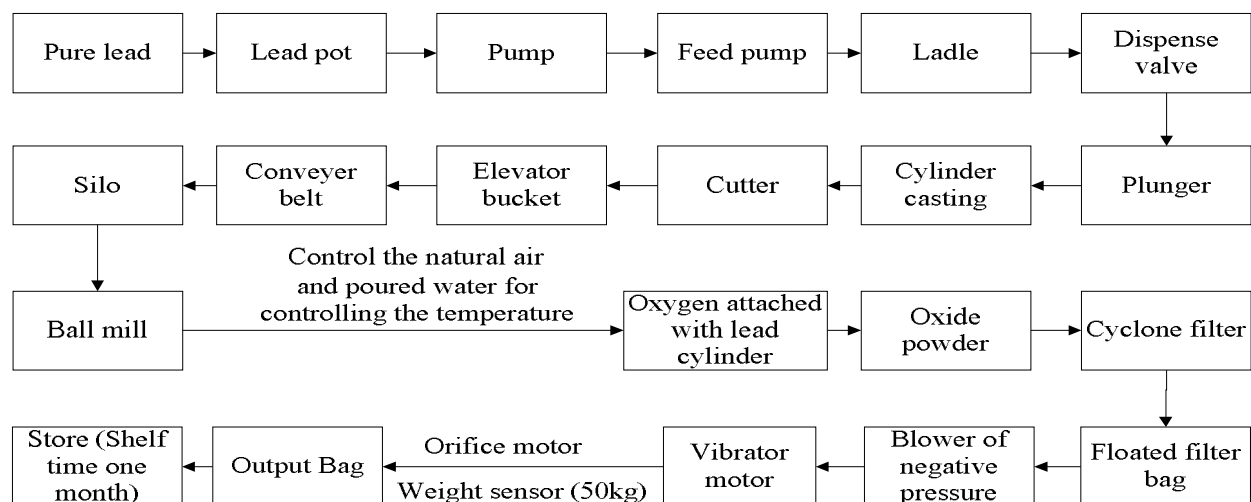 Pure lead
Lead pot
Pump
Feed pump
Ladle
Dispense
valve
Silo
Conveyer
belt
Elevator
bucket
Cutter
Cylinder
casting
Plunger
Control the natural air
and poured water for
controlling the temperature
Ball mill
Oxygen attached
with lead
cylinder
Oxide
powder
Cyclone filter
Store (Shelf
time one
month)
Output Bag
Orifice motor
Weight sensor (50kg)
Vibrator
motor
Blower of
negative
pressure
Floated filter
bag